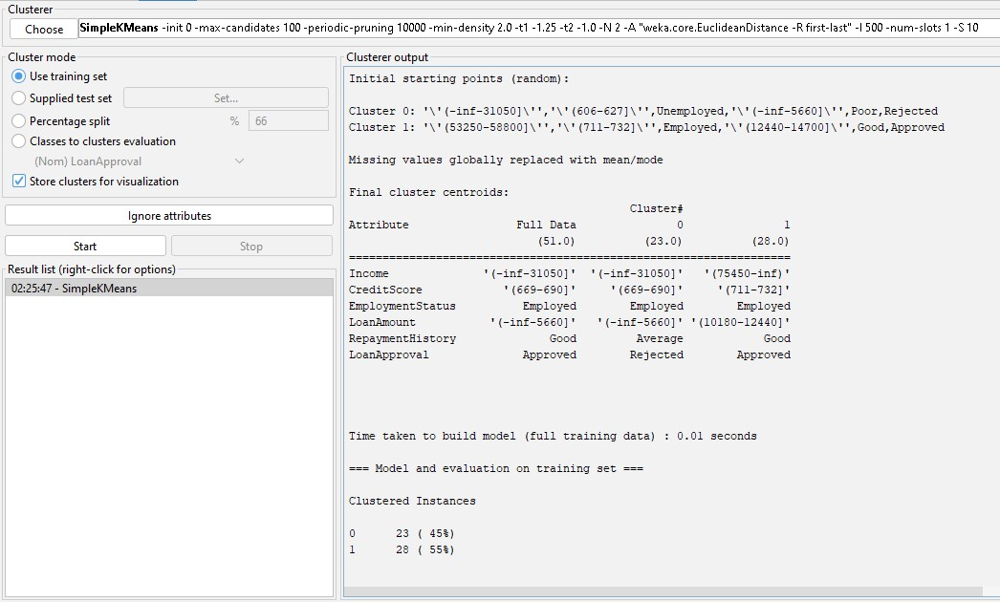 Clusterer
Choose SimpleKMeans -init 0 -max-candidates 100 -periodic-pruning 10000 -min-density 2.0 -t1 -1.25 -t2 -1.0 -N 2 -A "weka.core.EuclideanDistance -R first-last" -I 500 -num-slots 1 -S 10
Cluster mode
Use training set
Supplied test set Set...
Percentage split % 66
Classes to clusters evaluation
(Nom) LoanApproval
Store clusters for visualization
Ignore attributes
Start Stop
Result list (right-click for options)
02:25:47 - SimpleKMeans
Clusterer output
Initial starting points (random):
Cluster 0: '\'(-inf-31050]\'','\'(606-627]\'',Unemployed,'\'(-inf-5660]\'',Poor,Rejected
Cluster 1: '\'(53250-58800]\'','\'(711-732]\'',Employed,'\'(12440-14700]\'',Good,Approved
Missing values globally replaced with mean/mode
Final cluster centroids:
Cluster#
Attribute Full Data 0 1
(51.0) (23.0) (28.0)
==================================================================
Income '(-inf-31050]' '(-inf-31050]' '(75450-inf)'
CreditScore '(669-690]' '(669-690]' '(711-732]'
EmploymentStatus Employed Employed Employed
LoanAmount '(-inf-5660]' '(-inf-5660]' '(10180-12440]'
RepaymentHistory Good Average Good
LoanApproval Approved Rejected Approved
Time taken to build model (full training data) : 0.01 seconds
=== Model and evaluation on training set ===
Clustered Instances
0 23 ( 45%)
1 28 ( 55%)